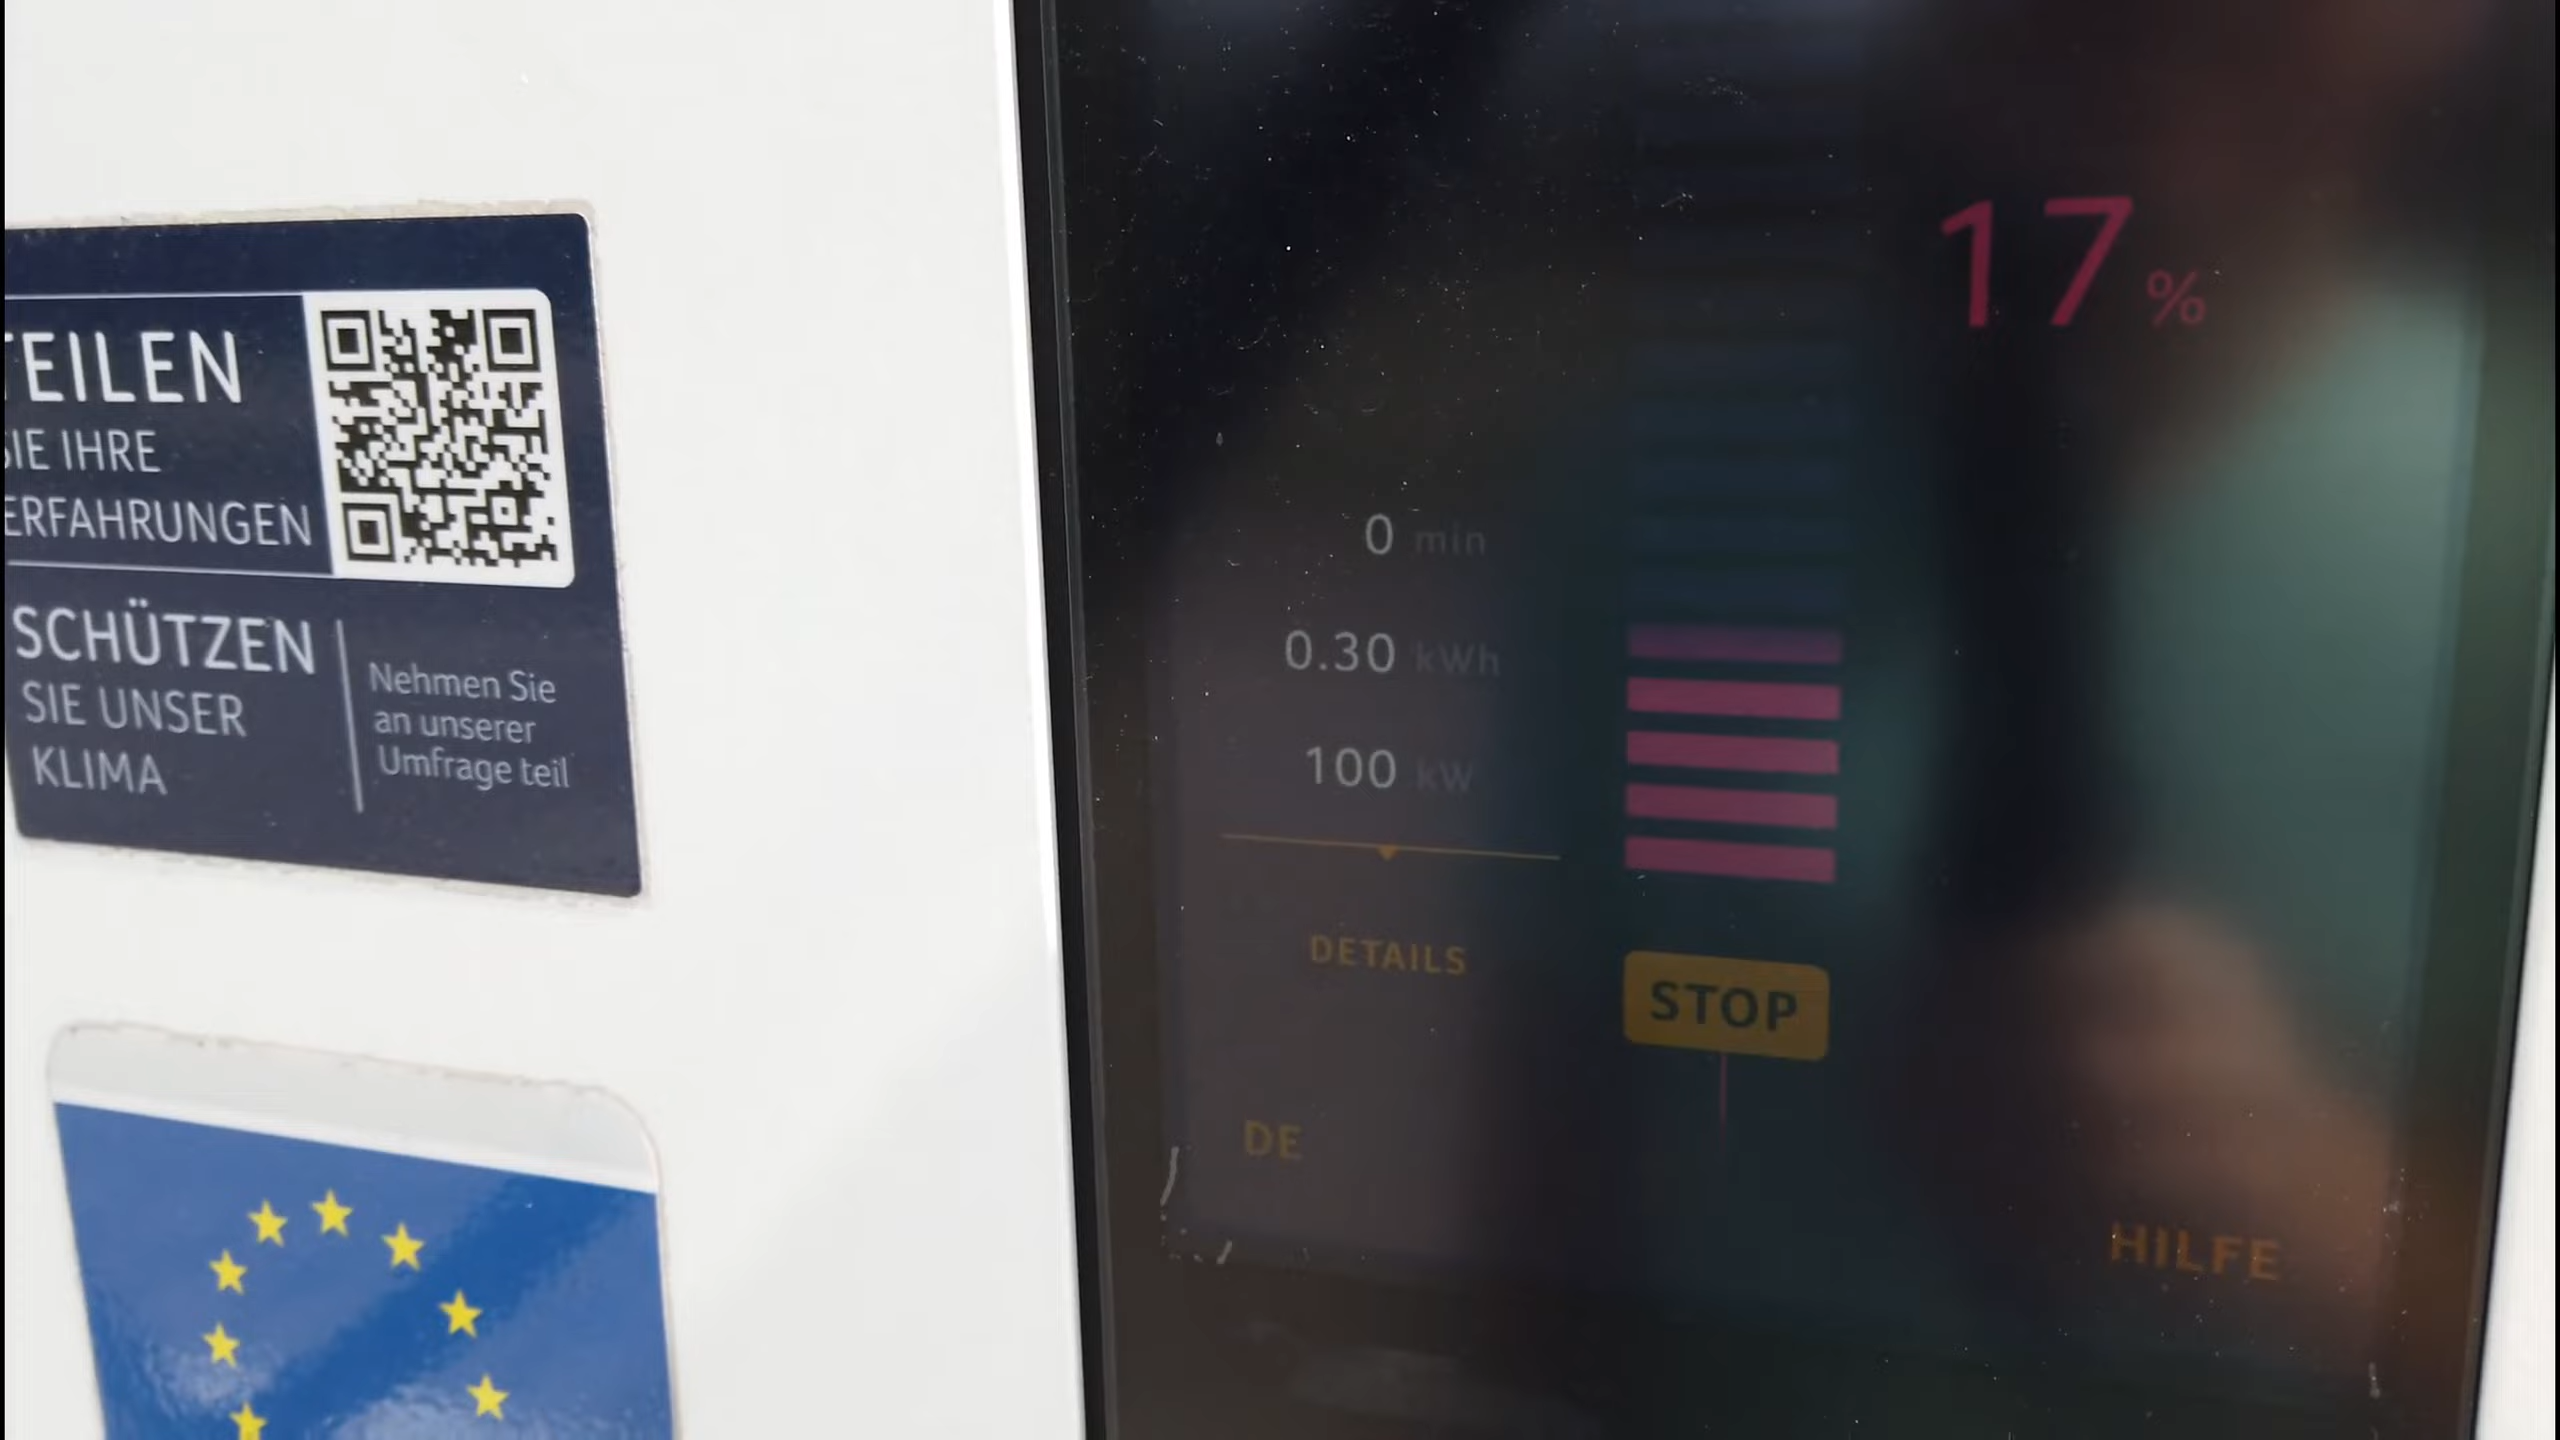 TEILEN
SIE IHRE
ERFAHRUNGEN
SCHÜTZEN
SIE UNSER
KLIMA
Nehmen Sie
an unserer
Umfrage teil
17 %
0 min
0.30 kWh
100 kW
DETAILS
STOP
DE
HILFE